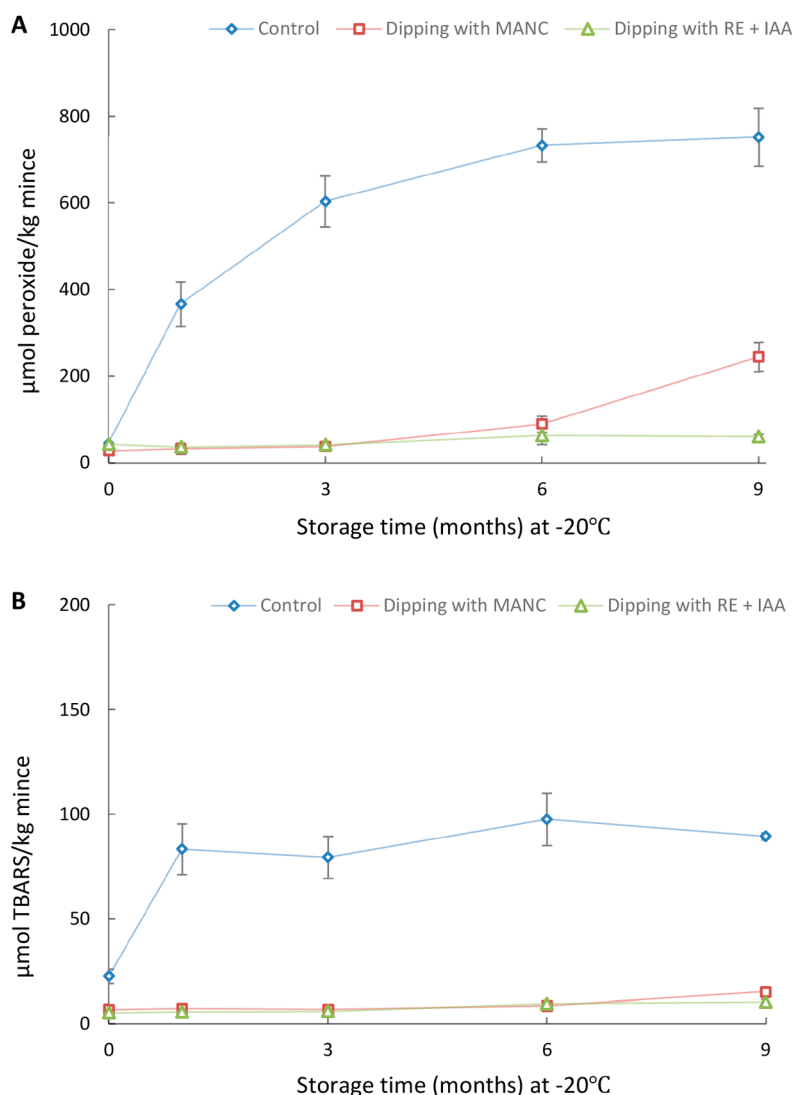 A
Control Dipping with MANC Dipping with RE + IAA
1000
800
600
400
200
0
µmol peroxide/kg mince
0 3 6 9
Storage time (months) at -20℃
B
Control Dipping with MANC Dipping with RE + IAA
200
150
100
50
0
µmol TBARS/kg mince
0 3 6 9
Storage time (months) at -20℃